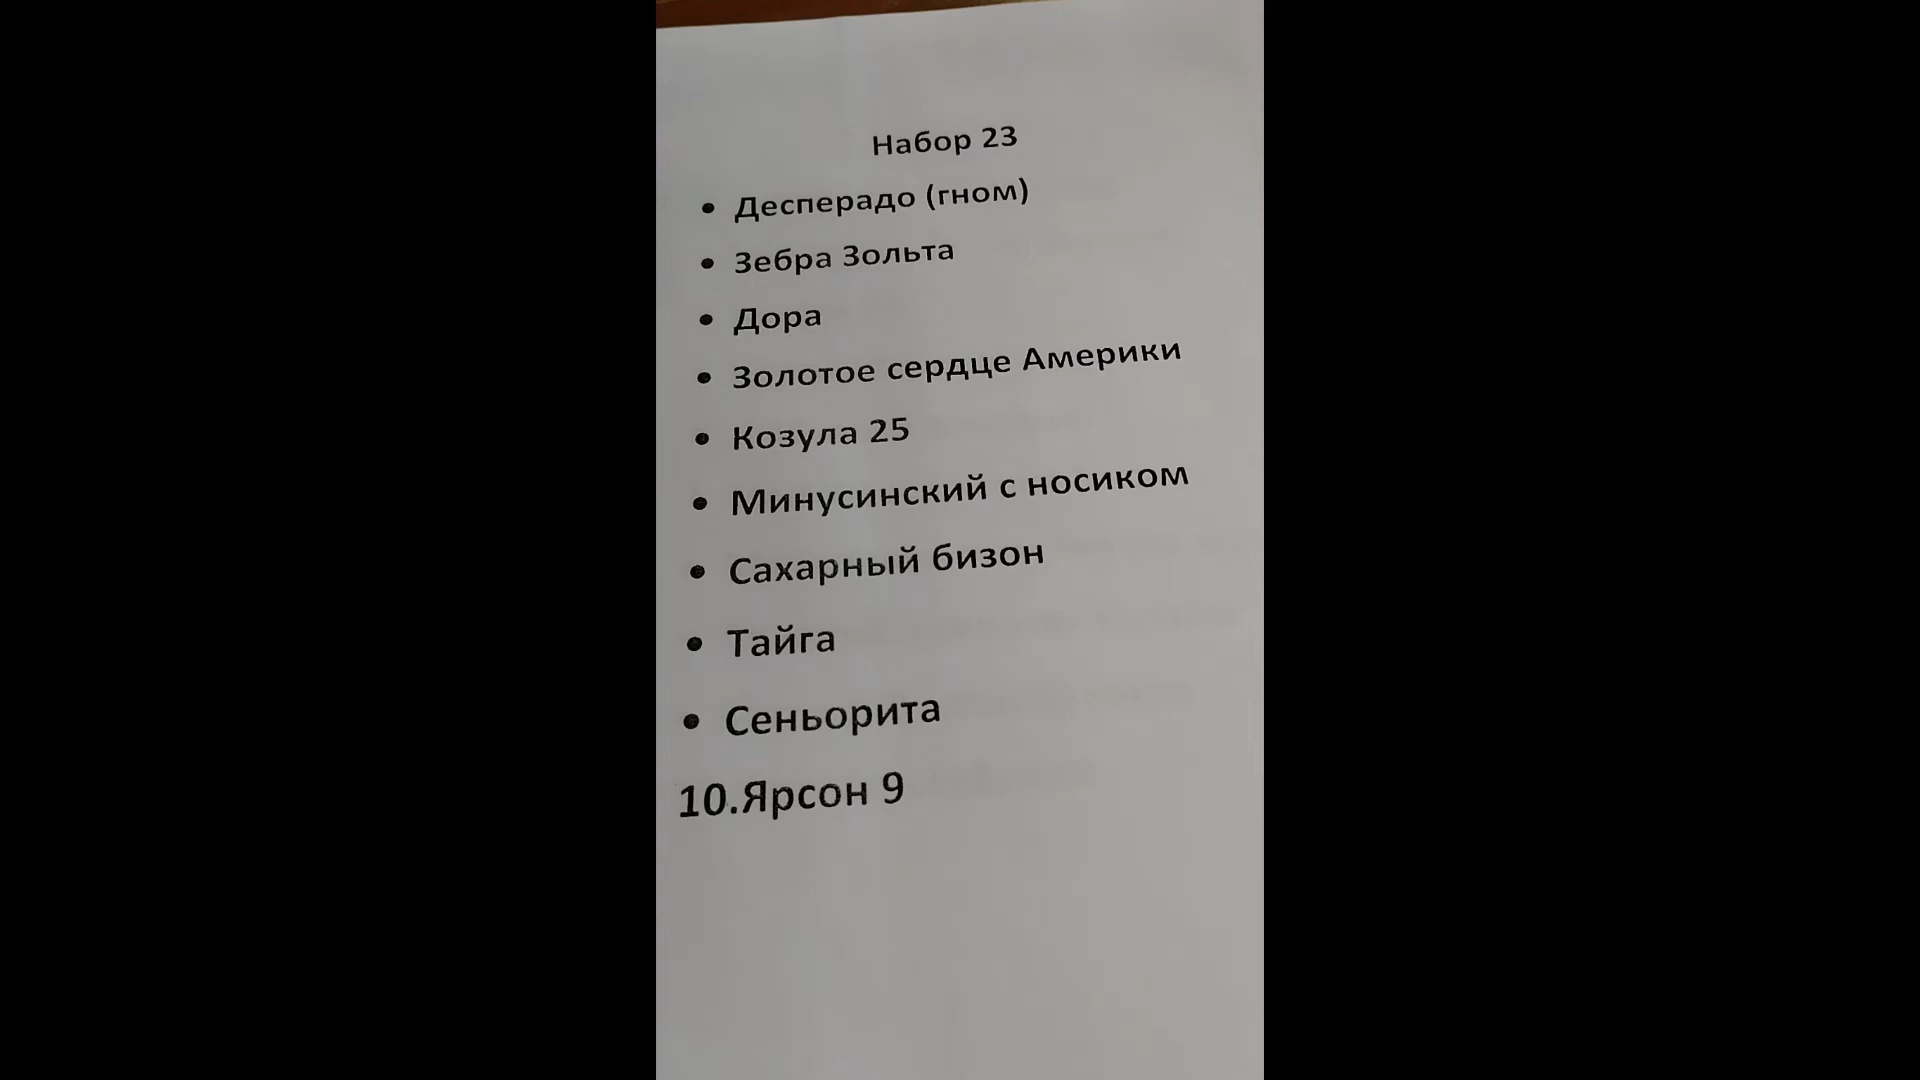 Набор 23
• Десперадо (гном)
• Зебра Зольта
• Дора
• Золотое сердце Америки
• Козула 25
• Минусинский с носиком
• Сахарный бизон
• Тайга
• Сеньорита
10.Ярсон 9